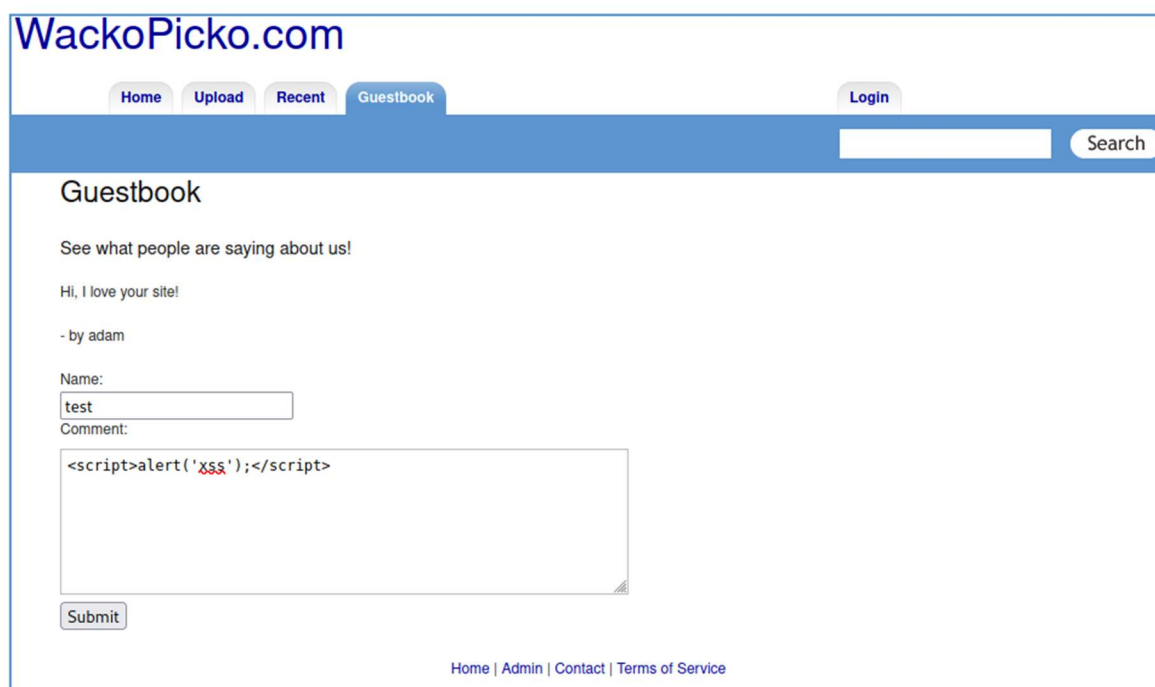 WackoPicko.com
Home Upload Recent Guestbook Login
Search
Guestbook
See what people are saying about us!
Hi, I love your site!
- by adam
Name:
test
Comment:
<script>alert('xss');</script>
Submit
Home | Admin | Contact | Terms of Service